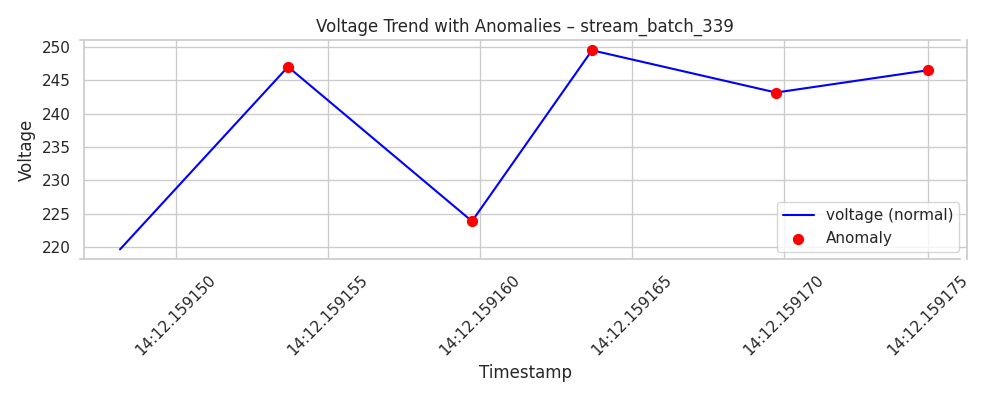 Voltage Trend with Anomalies – stream_batch_339
Voltage
250
245
240
235
230
225
220
voltage (normal)
Anomaly
14:12.159150
14:12.159155
14:12.159160
14:12.159165
14:12.159170
14:12.159175
Timestamp